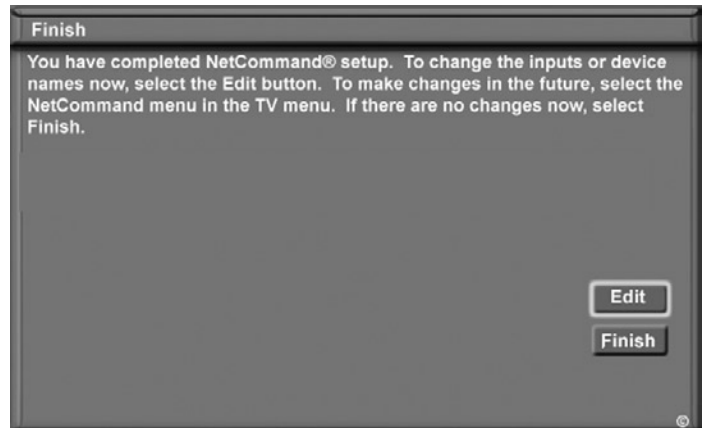 Finish
You have completed NetCommand® setup. To change the inputs or device
names now, select the Edit button. To make changes in the future, select the
NetCommand menu in the TV menu. If there are no changes now, select
Finish.
Edit
Finish
©